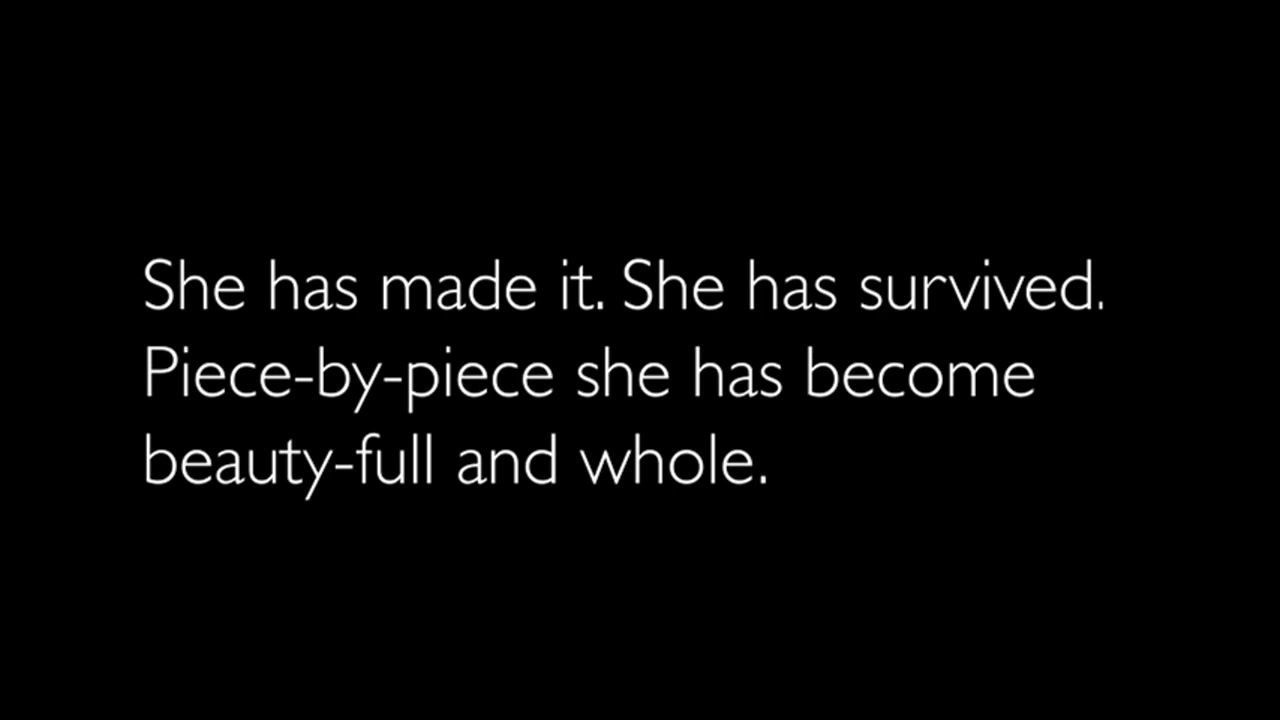 She has made it. She has survived.
Piece-by-piece she has become
beauty-full and whole.